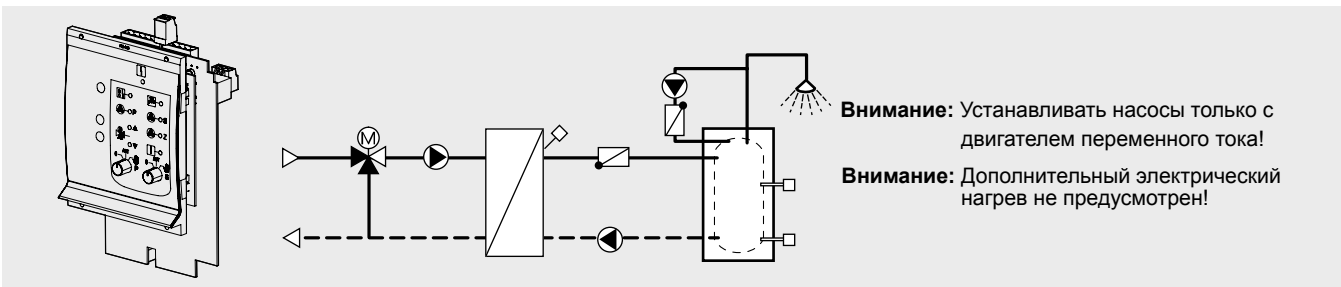 M
Внимание: Устанавливать насосы только с
двигателем переменного тока!
Внимание: Дополнительный электрический
нагрев не предусмотрен!